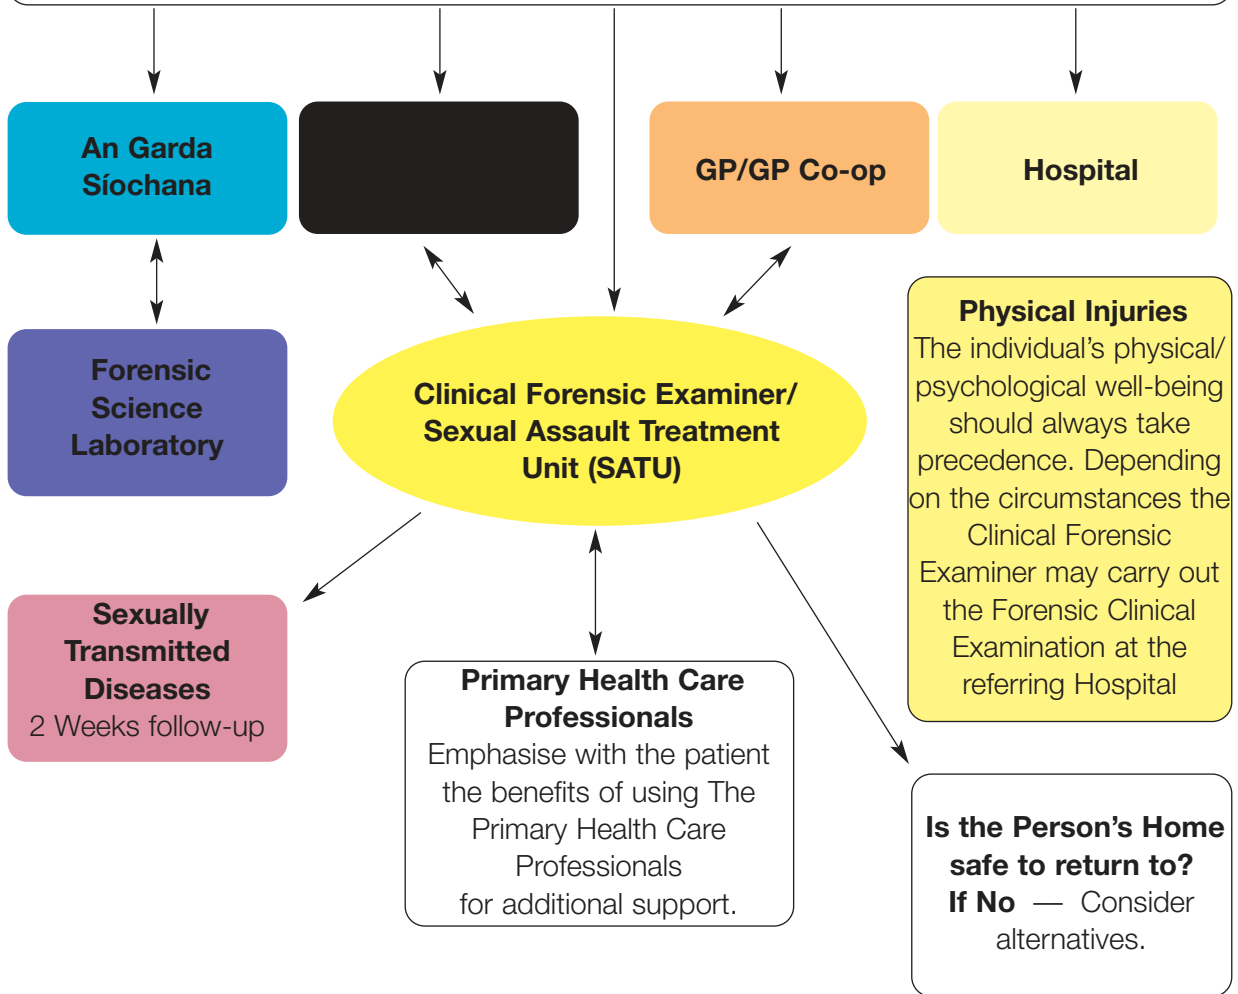 An Garda
Síochana
GP/GP Co-op
Hospital
Forensic
Science
Laboratory
Clinical Forensic Examiner/
Sexual Assault Treatment
Unit (SATU)
Physical Injuries
The individual's physical/
psychological well-being
should always take
precedence. Depending
on the circumstances the
Clinical Forensic
Examiner may carry out
the Forensic Clinical
Examination at the
referring Hospital
Sexually
Transmitted
Diseases
2 Weeks follow-up
Primary Health Care
Professionals
Emphasise with the patient
the benefits of using The
Primary Health Care
Professionals
for additional support.
Is the Person's Home
safe to return to?
If No — Consider
alternatives.